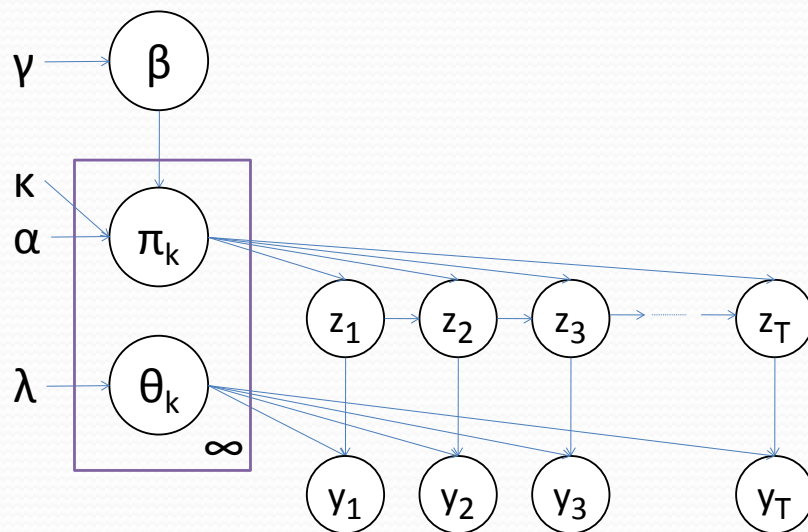 γ β
κ
α π_k
z_1 z_2 z_3 z_T
λ θ_k
∞
y_1 y_2 y_3 y_T